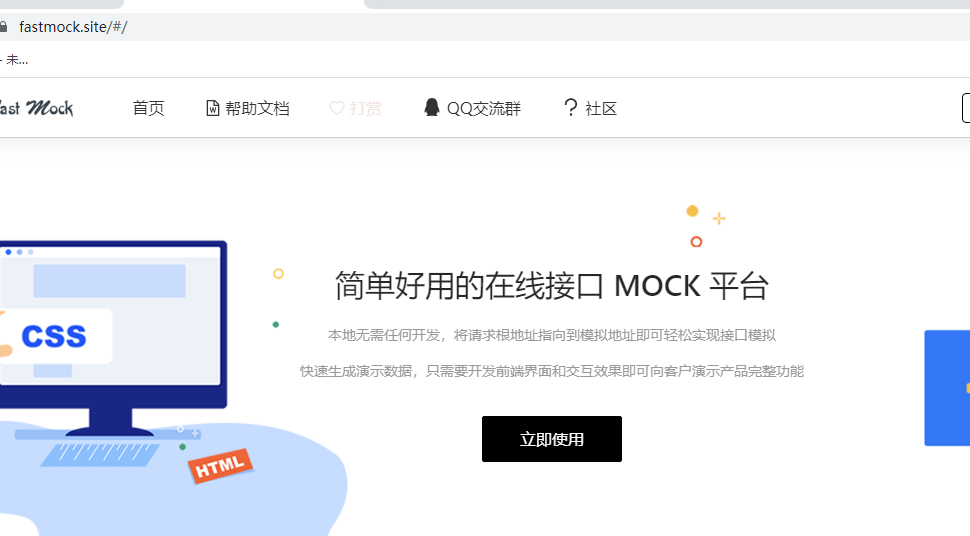 fastmock.site/#/
未...
ast Mock
首页
帮助文档
打赏
QQ交流群
社区
简单好用的在线接口 MOCK 平台
本地无需任何开发，将请求根地址指向到模拟地址即可轻松实现接口模拟
快速生成演示数据，只需要开发前端界面和交互效果即可向客户演示产品完整功能
CSS
立即使用
HTML